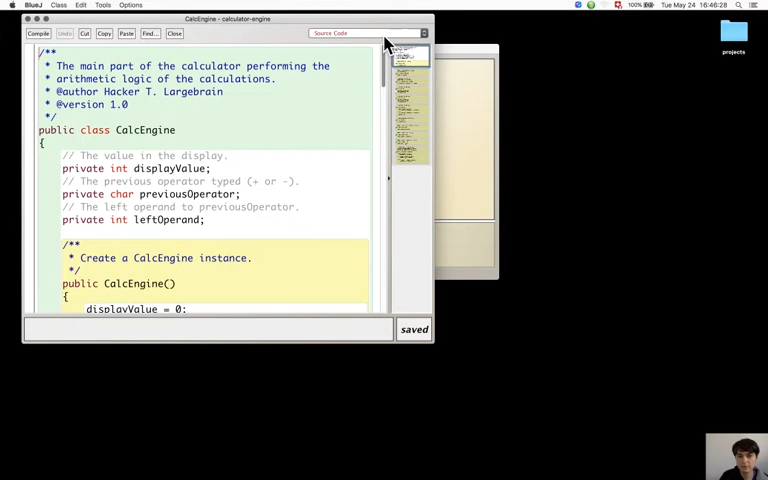 BlueJ Class Edit Tools Options
100% Tue May 24 16:46:28
CalcEngine - calculator-engine
Compile Undo Cut Copy Paste Find... Close Source Code
projects
/**
* The main part of the calculator performing the
* arithmetic logic of the calculations.
* @author Hacker T. Largebrain
* @version 1.0
*/
public class CalcEngine
{
// The value in the display.
private int displayValue;
// The previous operator typed (+ or -).
private char previousOperator;
// The left operand to previousOperator.
private int leftOperand;
/**
* Create a CalcEngine instance.
*/
public CalcEngine()
{
displayValue = 0;
saved